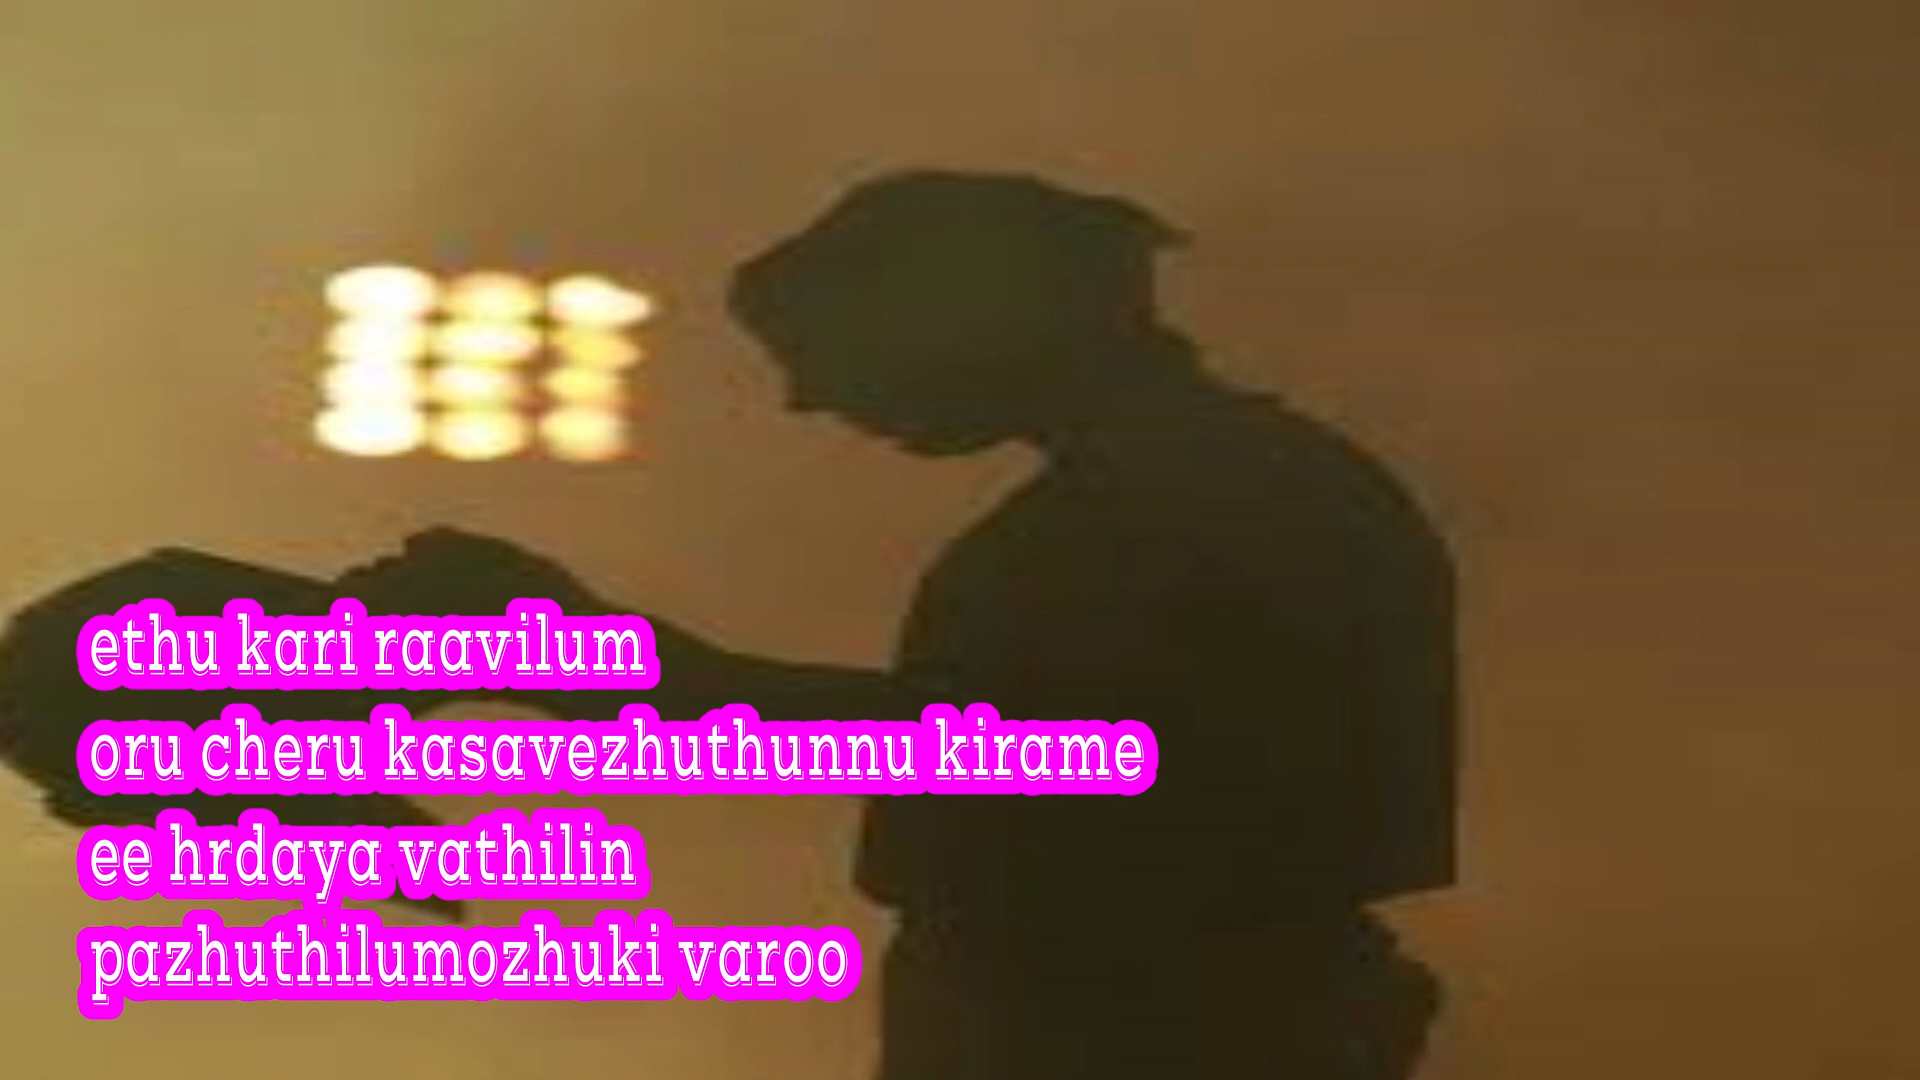 ethu kari raavilum
oru cheru kasavezhuthunnu kirame
ee hrdaya vathilin
pazhuthilumozhuki varoo